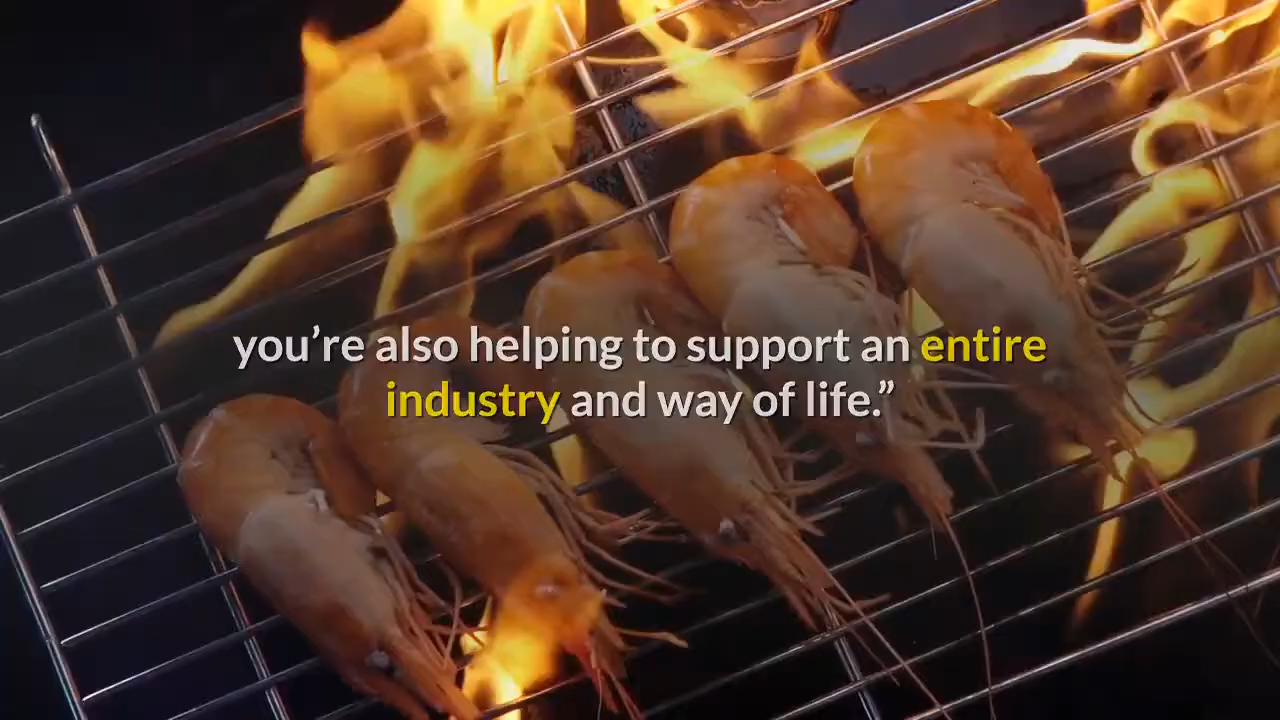 you’re also helping to support an entire
industry and way of life.”